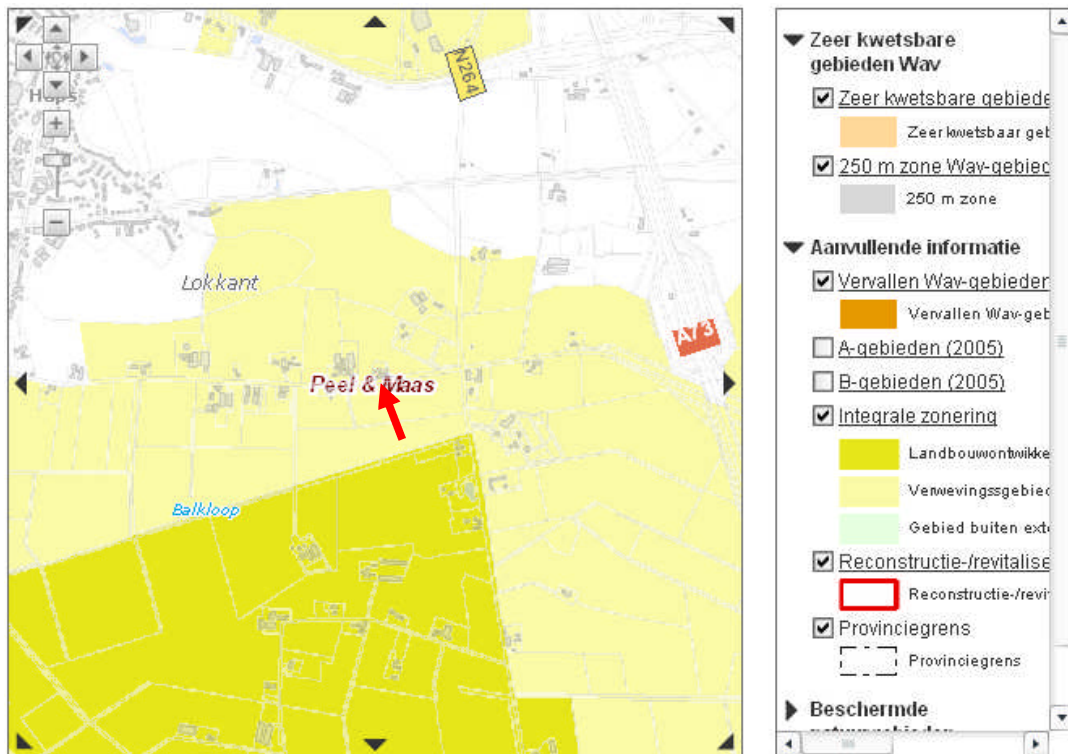 Haps
N264
Lokkant
A73
Peel & Maas
Balkloop
Zeer kwetsbare
gebieden Wav
Zeer kwetsbare gebiede
Zeer kwetsbaar geb
250 m zone Wav-gebied
250 m zone
Aanvullende informatie
Vervallen Wav-gebieden
Vervallen Wav-geb
A-gebieden (2005)
B-gebieden (2005)
Integrale zonering
Landbouwontwikke
Verwevingsgebied
Gebied buiten exte
Reconstructie-/revitalise
Reconstructie-/revi
Provinciegrens
Provinciegrens
Beschermde